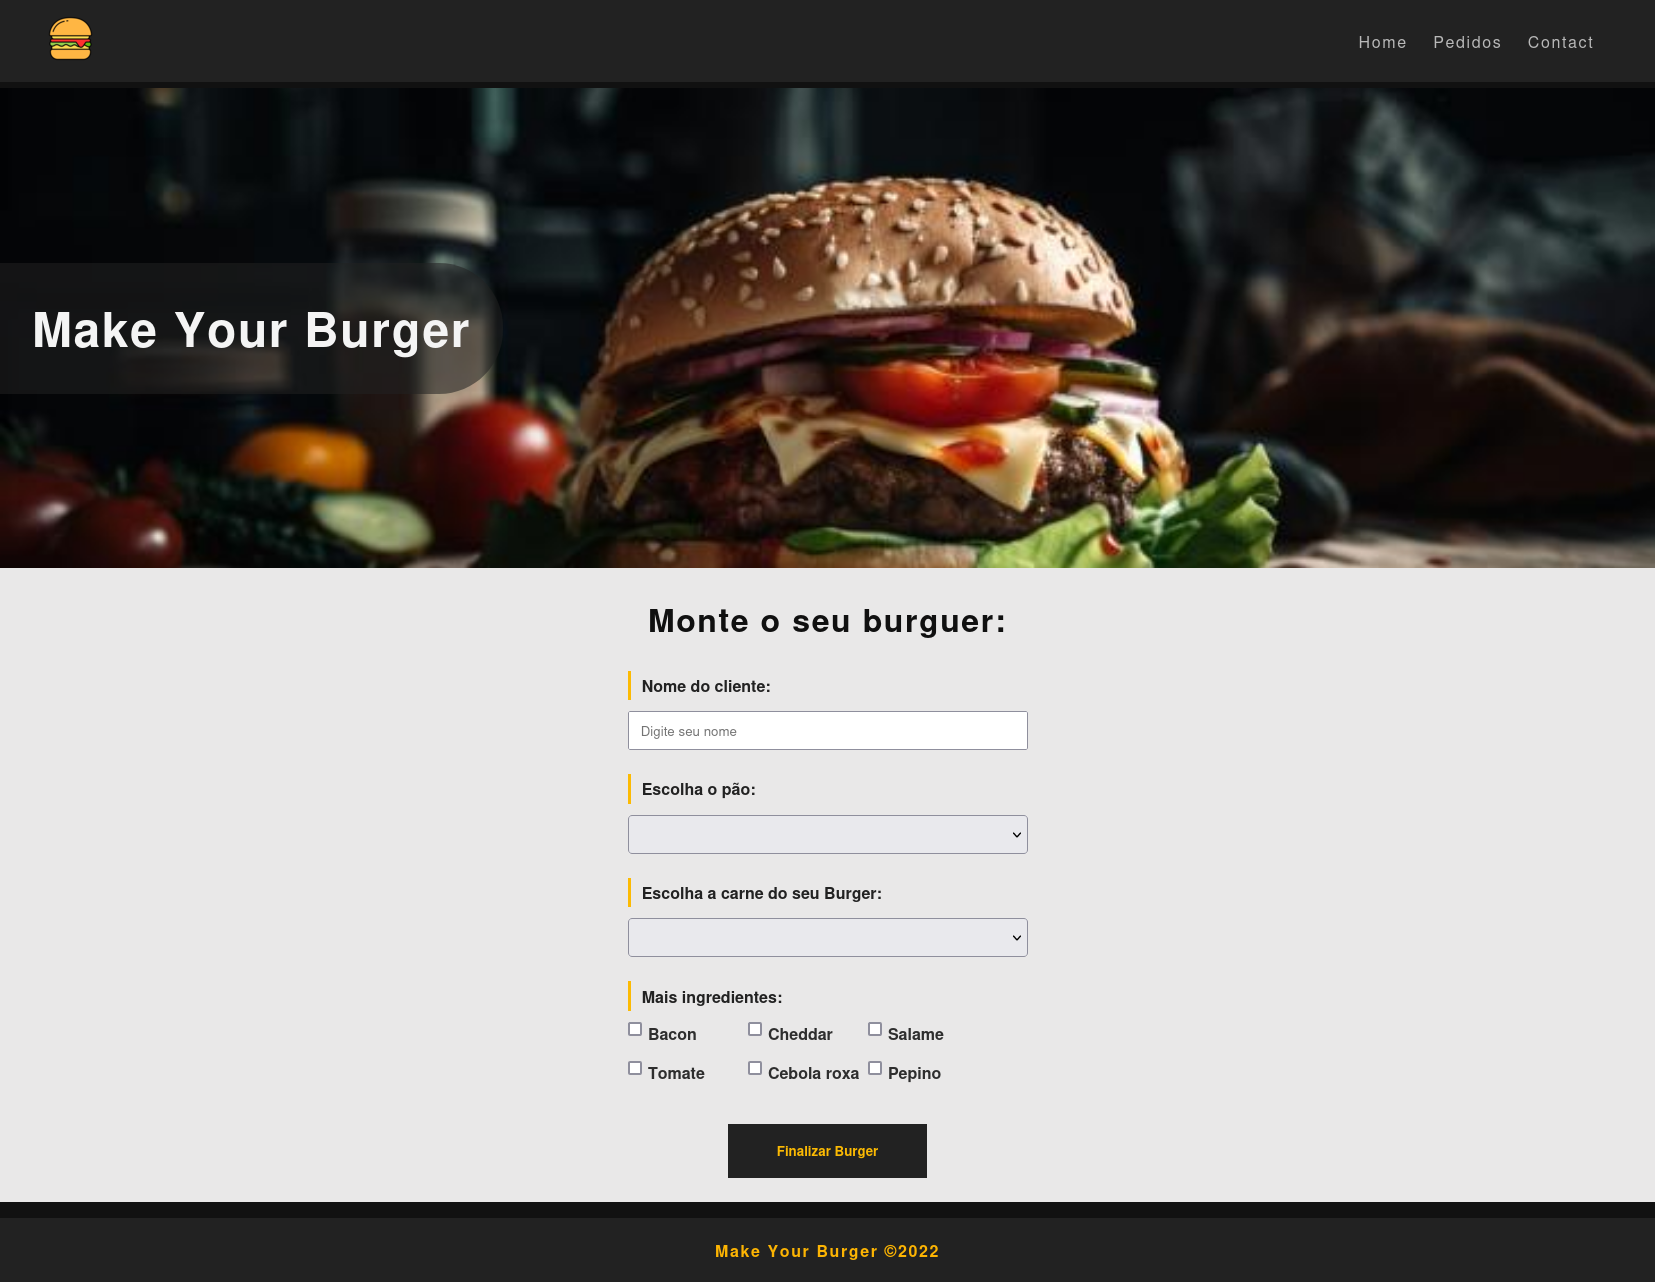 Home Pedidos Contact
Make Your Burger
Monte o seu burguer:
Nome do cliente:
Digite seu nome
Escolha o pão:
Escolha a carne do seu Burger:
Mais ingredientes:
Bacon Cheddar Salame
Tomate Cebola roxa Pepino
Finalizar Burger
Make Your Burger ©2022